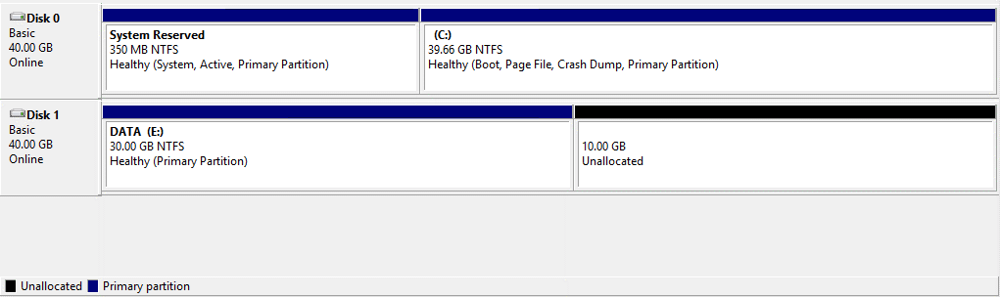 Disk 0
Basic
40.00 GB
Online
System Reserved
350 MB NTFS
Healthy (System, Active, Primary Partition)
(C:)
39.66 GB NTFS
Healthy (Boot, Page File, Crash Dump, Primary Partition)
Disk 1
Basic
40.00 GB
Online
DATA (E:)
30.00 GB NTFS
Healthy (Primary Partition)
10.00 GB
Unallocated
Unallocated Primary partition